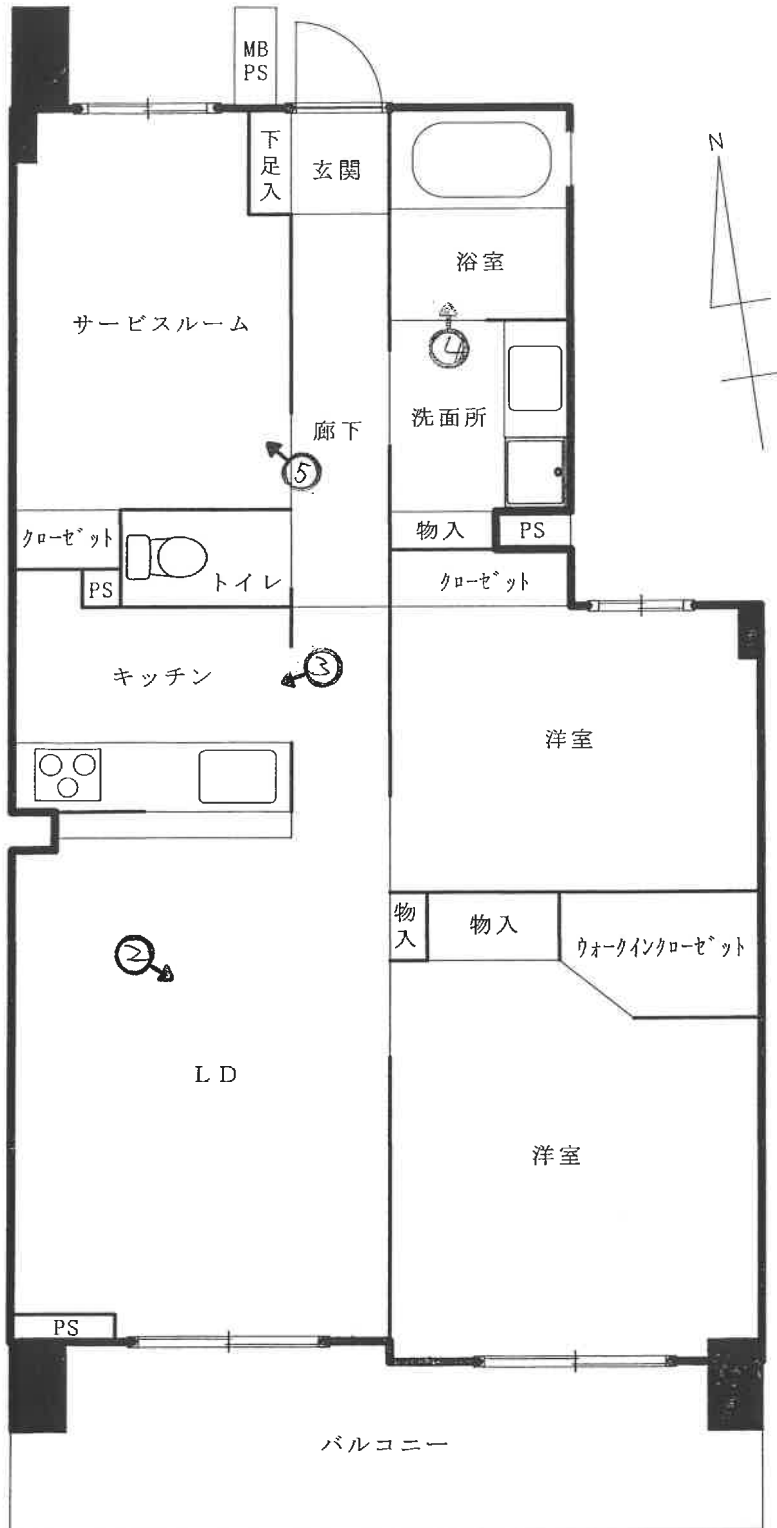 MB
PS
下
足
入
玄関
N
浴室
サービスルーム
④
洗面所
廊下
⑤
クローゼット
物入
PS
トイレ
PS
クローゼット
キッチン
③
洋室
物
入
物入
ウォークインクローゼット
②
LD
洋室
PS
バルコニー